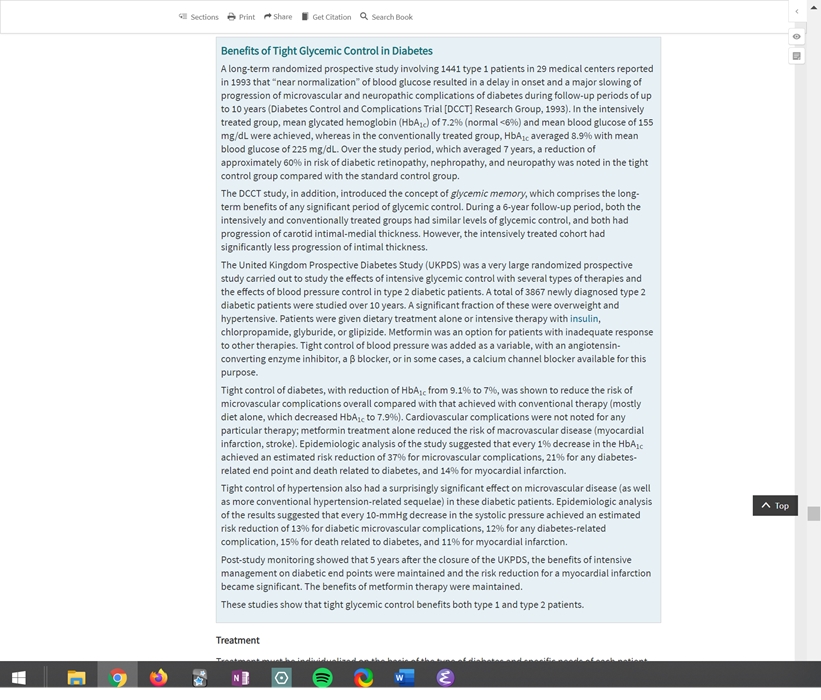 Sections Print Share Get Citation Search Book
Benefits of Tight Glycemic Control in Diabetes
A long-term randomized prospective study involving 1441 type 1 patients in 29 medical centers reported
in 1993 that “near normalization” of blood glucose resulted in a delay in onset and a major slowing of
progression of microvascular and neuropathic complications of diabetes during follow-up periods of up
to 10 years (Diabetes Control and Complications Trial [DCCT] Research Group, 1993). In the intensively
treated group, mean glycated hemoglobin (HbA1c) of 7.2% (normal <6%) and mean blood glucose of 155
mg/dL were achieved, whereas in the conventionally treated group, HbA1c averaged 8.9% with mean
blood glucose of 225 mg/dL. Over the study period, which averaged 7 years, a reduction of
approximately 60% in risk of diabetic retinopathy, nephropathy, and neuropathy was noted in the tight
control group compared with the standard control group.
The DCCT study, in addition, introduced the concept of glycemic memory, which comprises the long-
term benefits of any significant period of glycemic control. During a 6-year follow-up period, both the
intensively and conventionally treated groups had similar levels of glycemic control, and both had
progression of carotid intimal-medial thickness. However, the intensively treated cohort had
significantly less progression of intimal thickness.
The United Kingdom Prospective Diabetes Study (UKPDS) was a very large randomized prospective
study carried out to study the effects of intensive glycemic control with several types of therapies and
the effects of blood pressure control in type 2 diabetic patients. A total of 3867 newly diagnosed type 2
diabetic patients were studied over 10 years. A significant fraction of these were overweight and
hypertensive. Patients were given dietary treatment alone or intensive therapy with insulin,
chlorpropamide, glyburide, or glipizide. Metformin was an option for patients with inadequate response
to other therapies. Tight control of blood pressure was added as a variable, with an angiotensin-
converting enzyme inhibitor, a β blocker, or in some cases, a calcium channel blocker available for this
purpose.
Tight control of diabetes, with reduction of HbA1c from 9.1% to 7%, was shown to reduce the risk of
microvascular complications overall compared with that achieved with conventional therapy (mostly
diet alone, which decreased HbA1c to 7.9%). Cardiovascular complications were not noted for any
particular therapy; metformin treatment alone reduced the risk of macrovascular disease (myocardial
infarction, stroke). Epidemiologic analysis of the study suggested that every 1% decrease in the HbA1c
achieved an estimated risk reduction of 37% for microvascular complications, 21% for any diabetes-
related end point and death related to diabetes, and 14% for myocardial infarction.
Tight control of hypertension also had a surprisingly significant effect on microvascular disease (as well
as more conventional hypertension-related sequelae) in these diabetic patients. Epidemiologic analysis
of the results suggested that every 10-mmHg decrease in the systolic pressure achieved an estimated
risk reduction of 13% for diabetic microvascular complications, 12% for any diabetes-related
complication, 15% for death related to diabetes, and 11% for myocardial infarction.
Top
Post-study monitoring showed that 5 years after the closure of the UKPDS, the benefits of intensive
management on diabetic end points were maintained and the risk reduction for a myocardial infarction
became significant. The benefits of metformin therapy were maintained.
These studies show that tight glycemic control benefits both type 1 and type 2 patients.
Treatment
Treatment must be individualized on the basis of the type of diabetes and specific needs of each patient